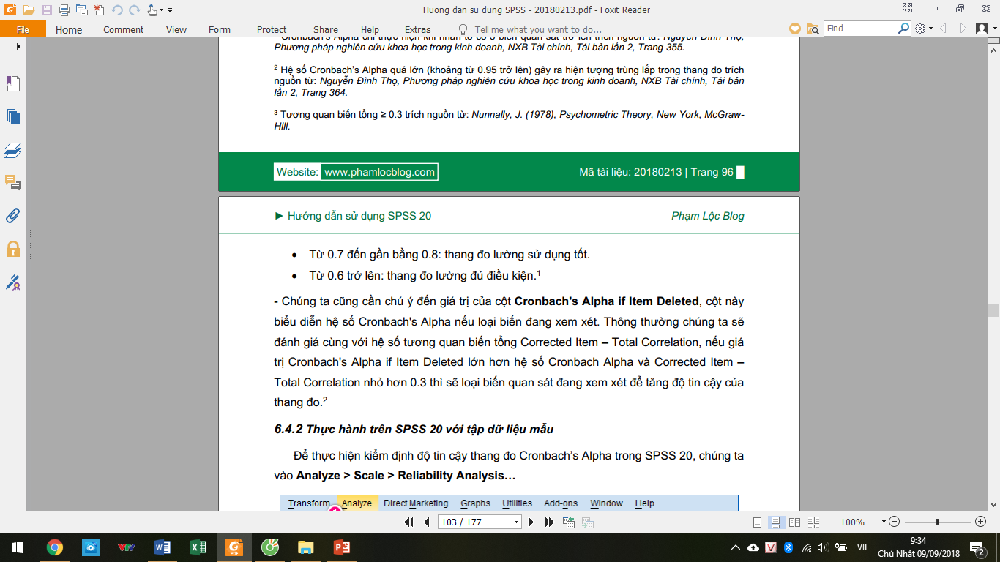 Huong dan su dung SPSS - 20180213.pdf - Foxit Reader
File Home Comment View Form Protect Share Help Extras Tell me what you want to do... Find
Cronbach's Alpha chỉ thực hiện khi nhân tố có 3 biến quan sát trở lên trích nguồn từ: Nguyễn Đình Thọ,
Phương pháp nghiên cứu khoa học trong kinh doanh, NXB Tài chính, Tái bản lần 2, Trang 355.
2 Hệ số Cronbach's Alpha quá lớn (khoảng từ 0.95 trở lên) gây ra hiện tượng trùng lắp trong thang đo trích
nguồn từ: Nguyễn Đình Thọ, Phương pháp nghiên cứu khoa học trong kinh doanh, NXB Tài chính, Tái bản
lần 2, Trang 364.
3 Tương quan biến tổng ≥ 0.3 trích nguồn từ: Nunnally, J. (1978), Psychometric Theory, New York, McGraw-
Hill.
Website: www.phamlocblog.com Mã tài liệu: 20180213 | Trang 96
► Hướng dẫn sử dụng SPSS 20 Phạm Lộc Blog
• Từ 0.7 đến gần bằng 0.8: thang đo lường sử dụng tốt.
• Từ 0.6 trở lên: thang đo lường đủ điều kiện.1
- Chúng ta cũng cần chú ý đến giá trị của cột Cronbach's Alpha if Item Deleted, cột này
biểu diễn hệ số Cronbach's Alpha nếu loại biến đang xem xét. Thông thường chúng ta sẽ
đánh giá cùng với hệ số tương quan biến tổng Corrected Item – Total Correlation, nếu giá
trị Cronbach's Alpha if Item Deleted lớn hơn hệ số Cronbach Alpha và Corrected Item –
Total Correlation nhỏ hơn 0.3 thì sẽ loại biến quan sát đang xem xét để tăng độ tin cậy của
thang đo.2
6.4.2 Thực hành trên SPSS 20 với tập dữ liệu mẫu
Để thực hiện kiểm định độ tin cậy thang đo Cronbach's Alpha trong SPSS 20, chúng ta
vào Analyze > Scale > Reliability Analysis…
Transform Analyze Direct Marketing Graphs Utilities Add-ons Window Help
103 / 177 100%
VTV VIE 9:34
Chủ Nhật 09/09/2018 2